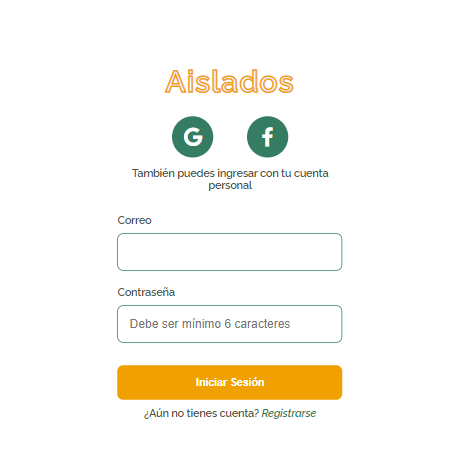 Aislados
También puedes ingresar con tu cuenta
personal
Correo
Contraseña
Debe ser mínimo 6 caracteres
Iniciar Sesión
¿Aún no tienes cuenta? Registrarse